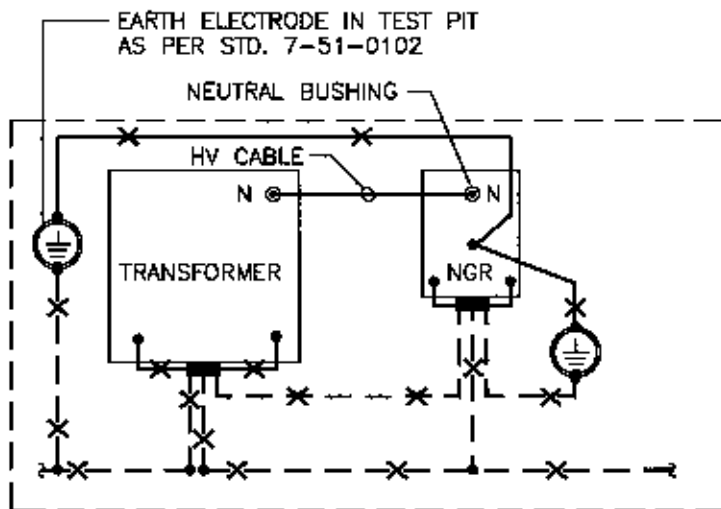 EARTH ELECTRODE IN TEST PIT
AS PER STD. 7-51-0102
NEUTRAL BUSHING
HV CABLE
N
N
TRANSFORMER
NGR